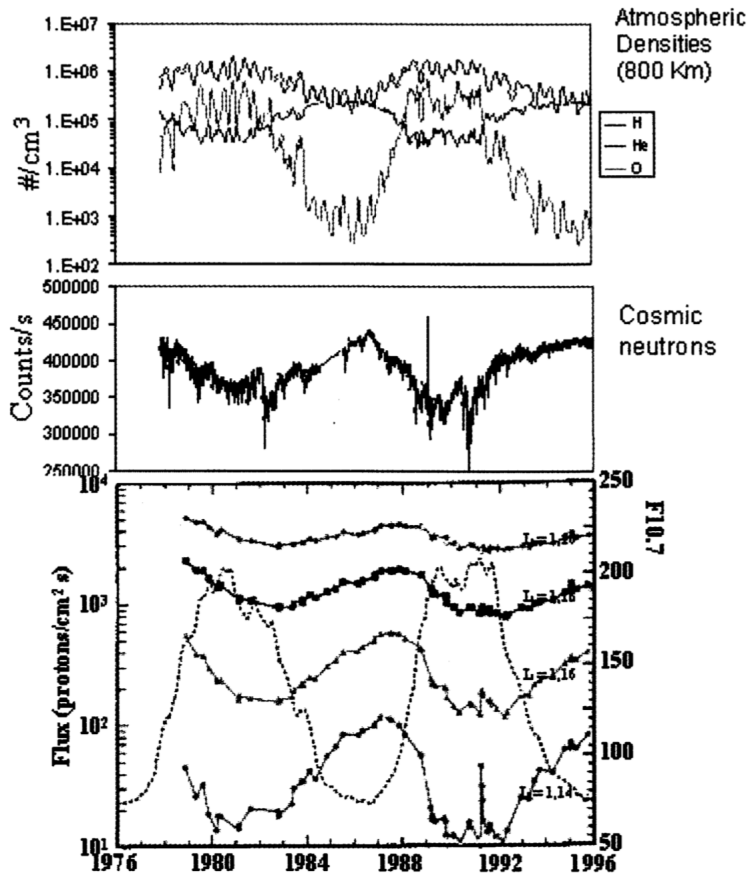 Atmospheric
Densities
(800 Km)
#/cm³
1.E+07
1.E+06
1.E+05
1.E+04
1.E+03
1.E+02
H
He
O
Cosmic
neutrons
Counts/s
500000
450000
400000
350000
300000
250000
Flux (protons/cm² s)
10⁴
10³
10²
10¹
F10.7
250
200
150
100
50
L=1.18
L=1.16
L=1.14
1976
1980
1984
1988
1992
1996